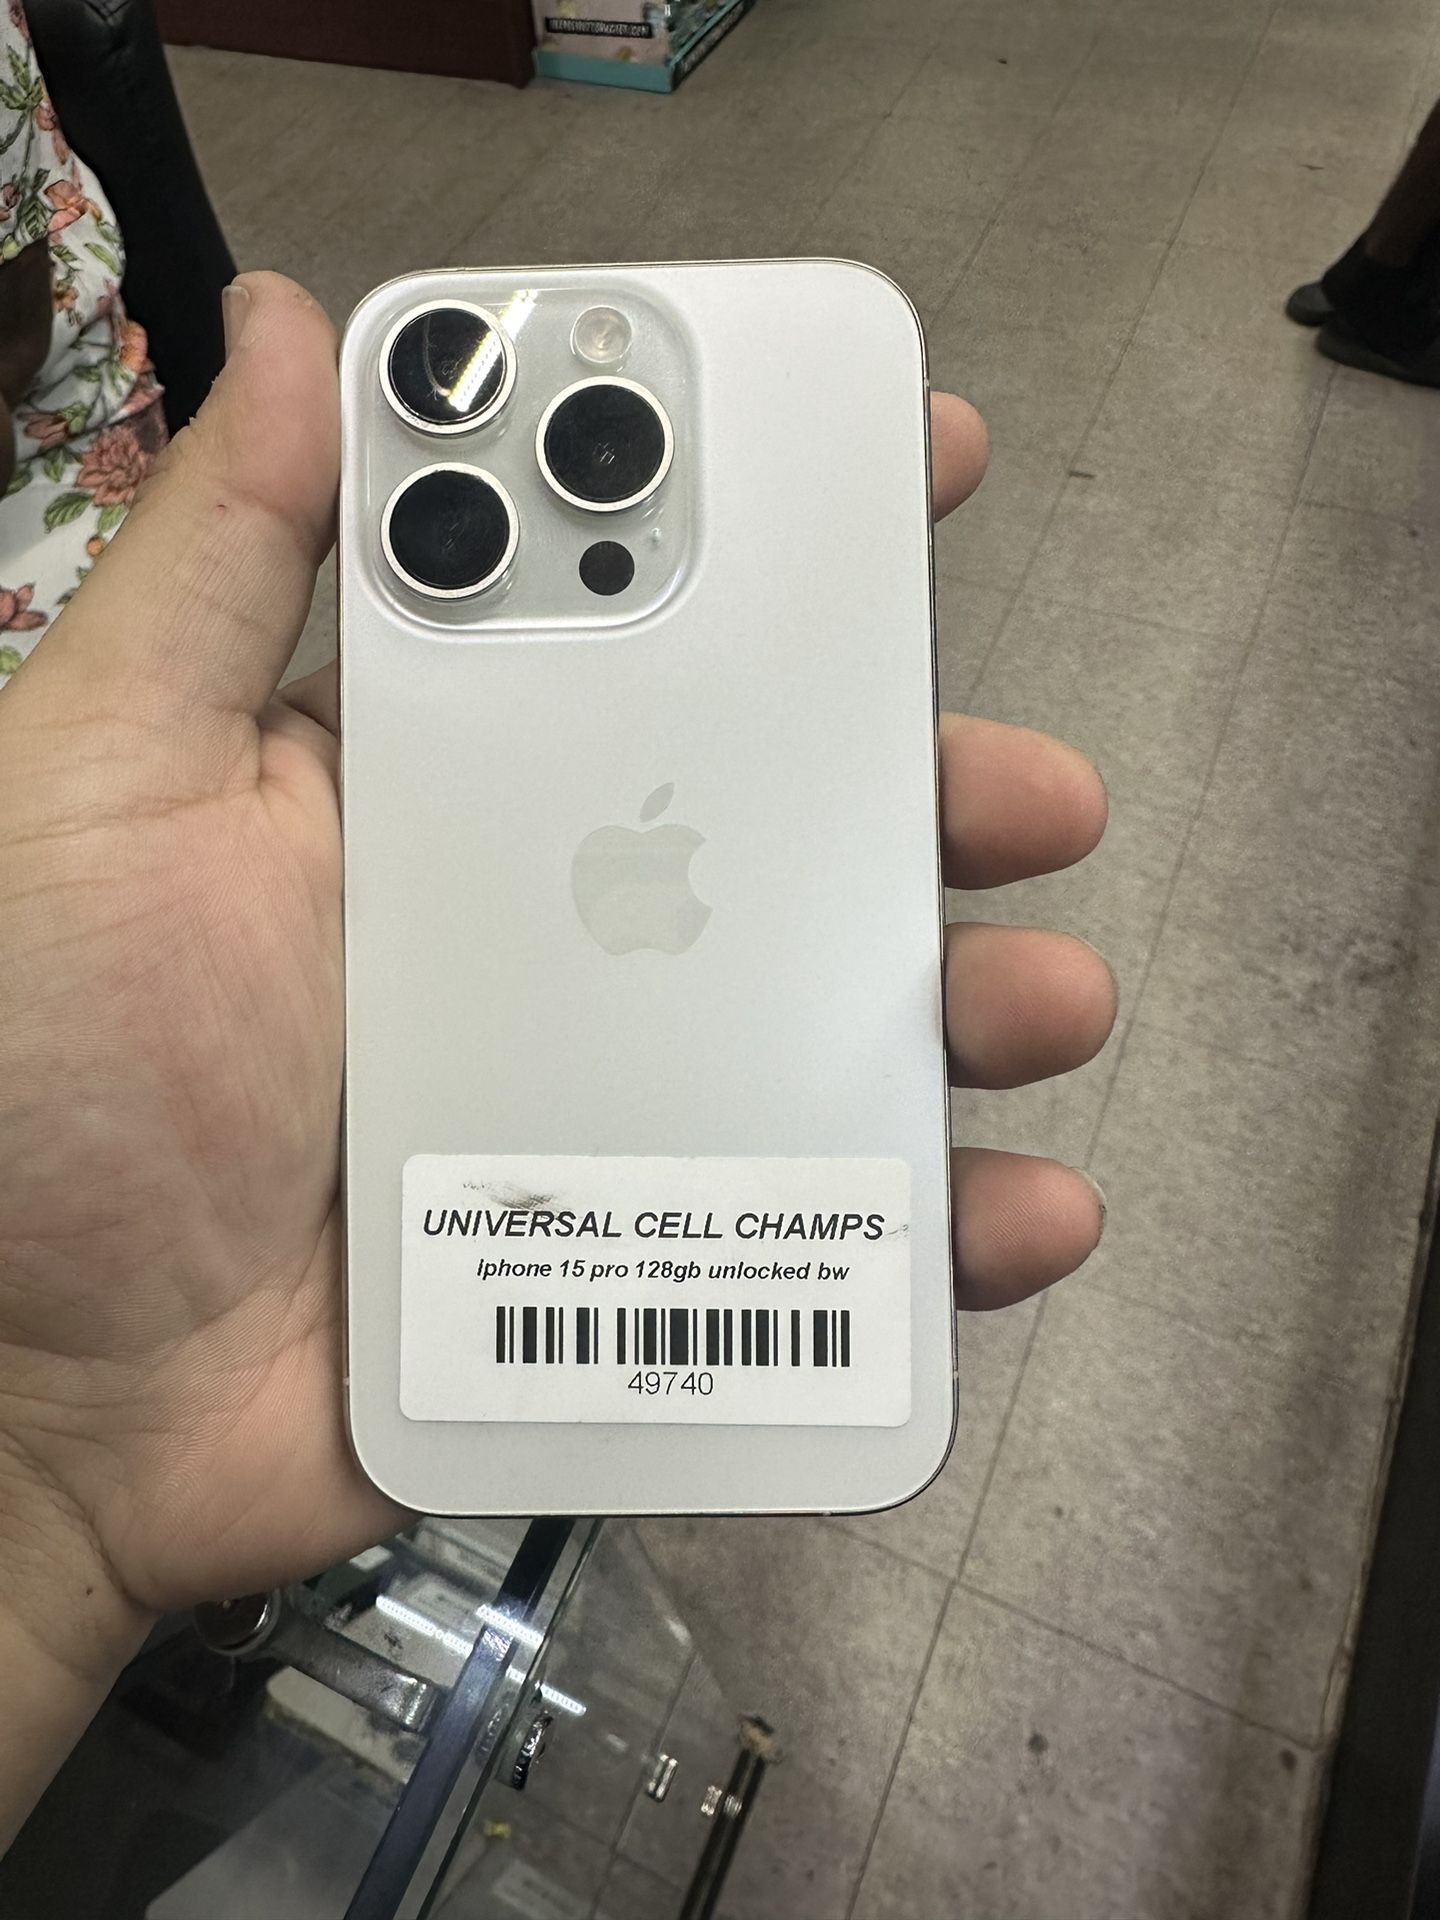 UNIVERSAL CELL CHAMPS
Iphone 15 pro 128gb unlocked bw
49740